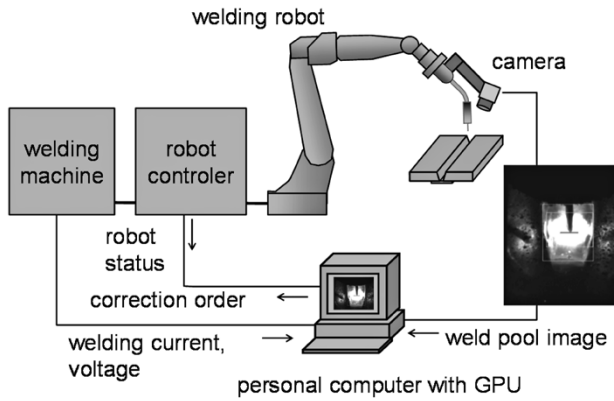 welding robot
camera
welding
machine
robot
controler
robot
status
correction order
welding current,
voltage
weld pool image
personal computer with GPU